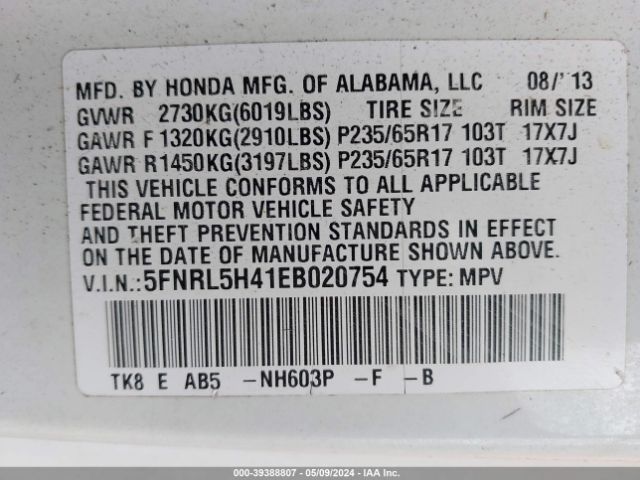 MFD. BY HONDA MFG. OF ALABAMA, LLC 08/'13
GVWR 2730KG(6019LBS) TIRE SIZE RIM SIZE
GAWR F 1320KG(2910LBS) P235/65R17 103T 17X7J
GAWR R1450KG(3197LBS) P235/65R17 103T 17X7J
THIS VEHICLE CONFORMS TO ALL APPLICABLE
FEDERAL MOTOR VEHICLE SAFETY
AND THEFT PREVENTION STANDARDS IN EFFECT
ON THE DATE OF MANUFACTURE SHOWN ABOVE.
V.I.N.:5FNRL5H41EB020754 TYPE: MPV
TK8 E AB5 -NH603P -F -B
000-39388807 - 05/09/2024 - IAAI.COM